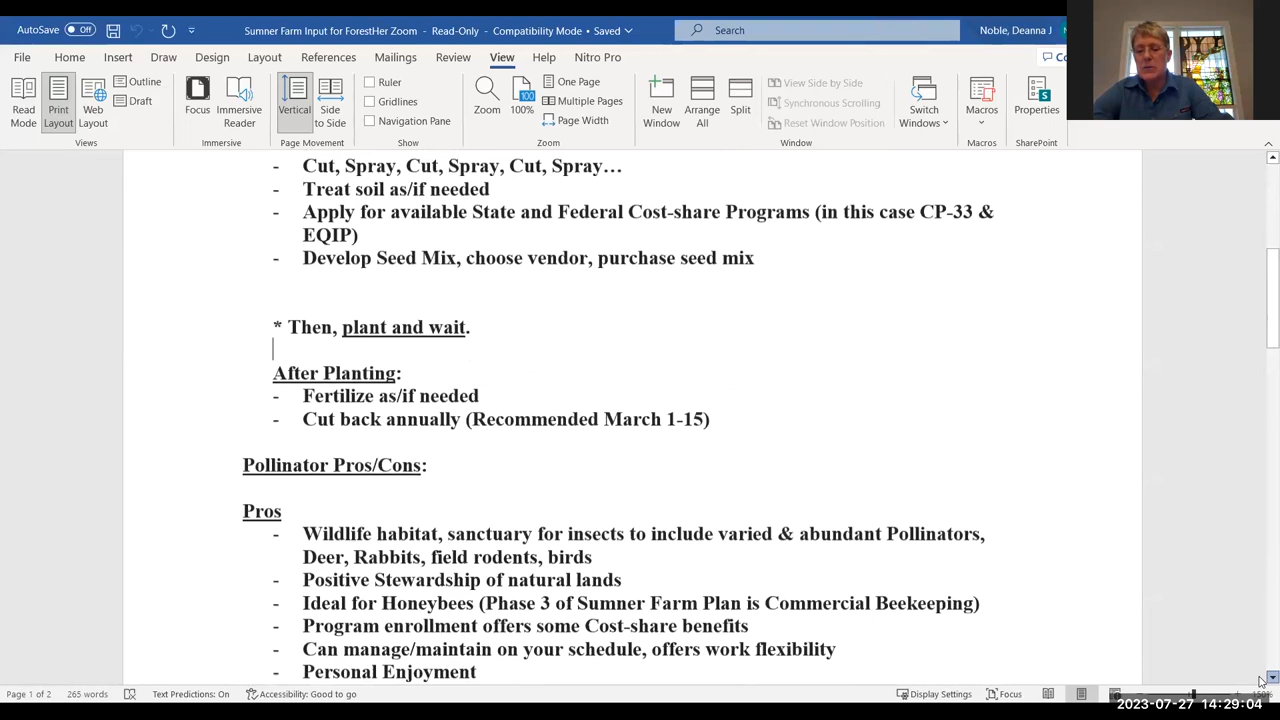 AutoSave Off Sumner Farm Input for ForestHer Zoom - Read-Only - Compatibility Mode • Saved Search Noble, Deanna J
File Home Insert Draw Design Layout References Mailings Review View Help Nitro Pro
Read Mode
Print Layout
Web Layout
Outline
Draft
Views
Focus
Immersive Reader
Immersive
Vertical
Side to Side
Page Movement
Ruler
Gridlines
Navigation Pane
Show
Zoom
100
100%
One Page
Multiple Pages
Page Width
Zoom
New Window
Arrange All
Split
View Side by Side
Synchronous Scrolling
Reset Window Position
Switch Windows
Window
Macros
Macros
Properties
SharePoint
- Cut, Spray, Cut, Spray, Cut, Spray…
- Treat soil as/if needed
- Apply for available State and Federal Cost-share Programs (in this case CP-33 &
EQIP)
- Develop Seed Mix, choose vendor, purchase seed mix
* Then, plant and wait.
After Planting:
- Fertilize as/if needed
- Cut back annually (Recommended March 1-15)
Pollinator Pros/Cons:
Pros
- Wildlife habitat, sanctuary for insects to include varied & abundant Pollinators,
Deer, Rabbits, field rodents, birds
- Positive Stewardship of natural lands
- Ideal for Honeybees (Phase 3 of Sumner Farm Plan is Commercial Beekeeping)
- Program enrollment offers some Cost-share benefits
- Can manage/maintain on your schedule, offers work flexibility
- Personal Enjoyment
Page 1 of 2 265 words Text Predictions: On Accessibility: Good to go Display Settings Focus
2023-07-27 14:29:04